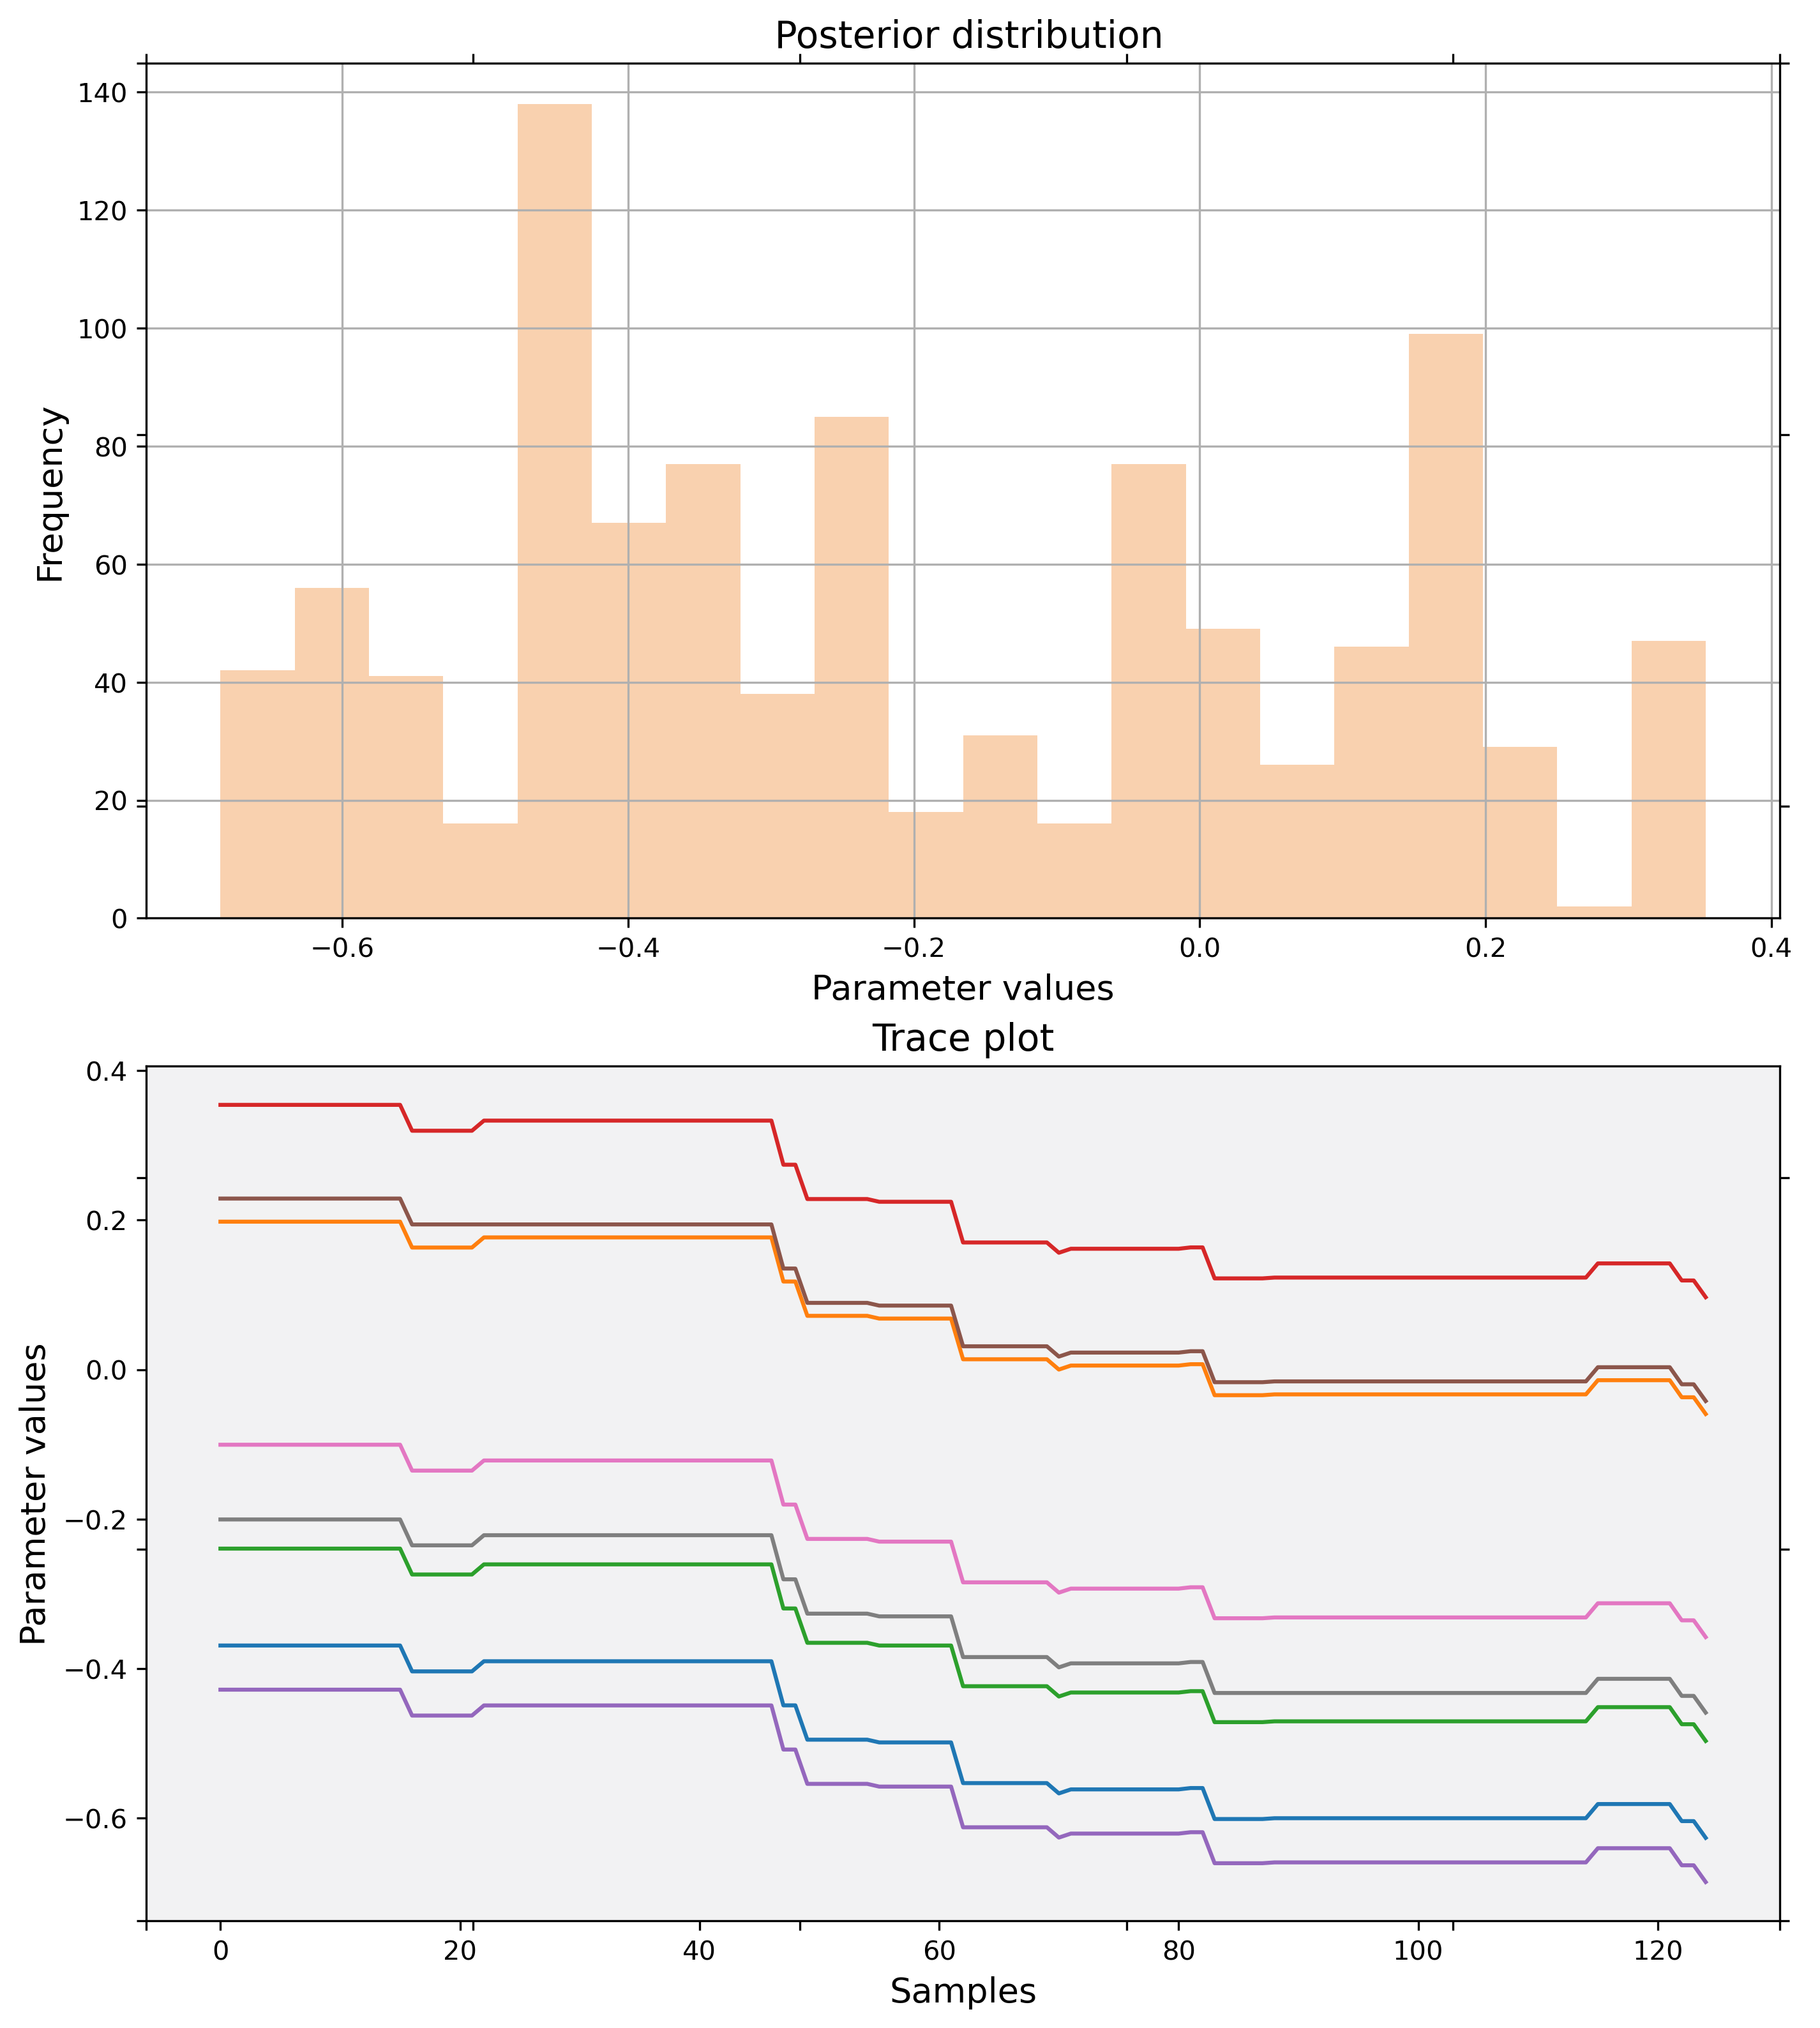 Posterior distribution
140
120
100
80
60
40
20
0
Frequency
−0.6 −0.4 −0.2 0.0 0.2 0.4
Parameter values
Trace plot
0.4
0.2
0.0
−0.2
−0.4
−0.6
Parameter values
0 20 40 60 80 100 120
Samples